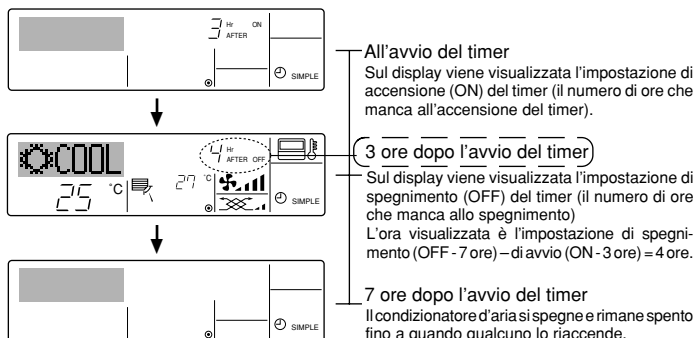 3 Hr ON
AFTER
SIMPLE
All'avvio del timer
Sul display viene visualizzata l'impostazione di
accensione (ON) del timer (il numero di ore che
manca all'accensione del timer).
COOL
4 Hr
AFTER OFF
25 °C
27 °C
SIMPLE
3 ore dopo l'avvio del timer
Sul display viene visualizzata l'impostazione di
spegnimento (OFF) del timer (il numero di ore
che manca allo spegnimento)
L'ora visualizzata è l'impostazione di spegni-
mento (OFF - 7 ore) – di avvio (ON - 3 ore) = 4 ore.
SIMPLE
7 ore dopo l'avvio del timer
Il condizionatore d'aria si spegne e rimane spento
fino a quando qualcuno lo riaccende.